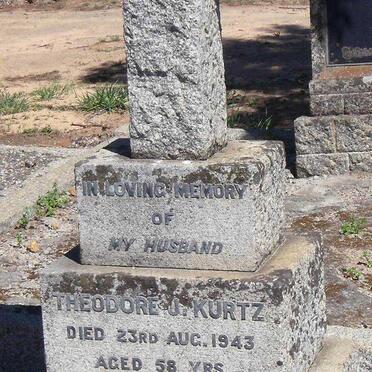 IN LOVING MEMORY
OF
MY HUSBAND
THEODORE J. KURTZ
DIED 23RD AUG. 1943
AGED 58 YRS.